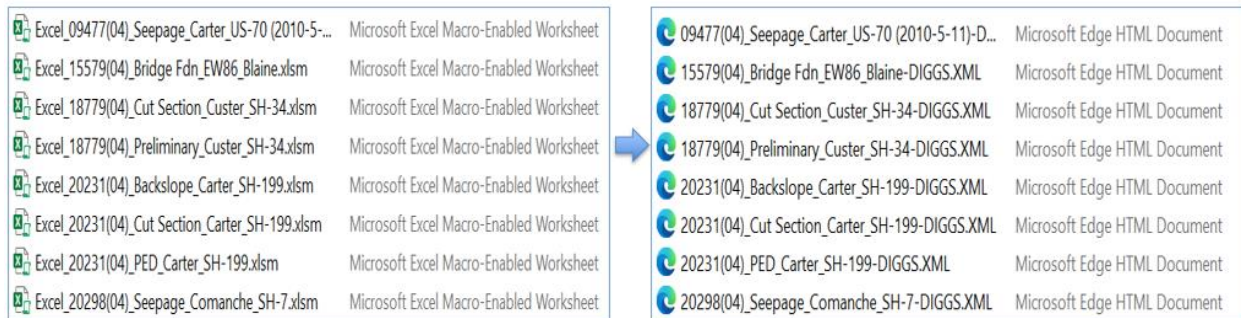 Excel_09477(04)_Seepage_Carter_US-70 (2010-5-... Microsoft Excel Macro-Enabled Worksheet
Excel_15579(04)_Bridge Fdn_EW86_Blaine.xlsm Microsoft Excel Macro-Enabled Worksheet
Excel_18779(04)_Cut Section_Custer_SH-34.xlsm Microsoft Excel Macro-Enabled Worksheet
Excel_18779(04)_Preliminary_Custer_SH-34.xlsm Microsoft Excel Macro-Enabled Worksheet
Excel_20231(04)_Backslope_Carter_SH-199.xlsm Microsoft Excel Macro-Enabled Worksheet
Excel_20231(04)_Cut Section_Carter_SH-199.xlsm Microsoft Excel Macro-Enabled Worksheet
Excel_20231(04)_PED_Carter_SH-199.xlsm Microsoft Excel Macro-Enabled Worksheet
Excel_20298(04)_Seepage_Comanche_SH-7.xlsm Microsoft Excel Macro-Enabled Worksheet
09477(04)_Seepage_Carter_US-70 (2010-5-11)-D... Microsoft Edge HTML Document
15579(04)_Bridge Fdn_EW86_Blaine-DIGGS.XML Microsoft Edge HTML Document
18779(04)_Cut Section_Custer_SH-34-DIGGS.XML Microsoft Edge HTML Document
18779(04)_Preliminary_Custer_SH-34-DIGGS.XML Microsoft Edge HTML Document
20231(04)_Backslope_Carter_SH-199-DIGGS.XML Microsoft Edge HTML Document
20231(04)_Cut Section_Carter_SH-199-DIGGS.XML Microsoft Edge HTML Document
20231(04)_PED_Carter_SH-199-DIGGS.XML Microsoft Edge HTML Document
20298(04)_Seepage_Comanche_SH-7-DIGGS.XML Microsoft Edge HTML Document